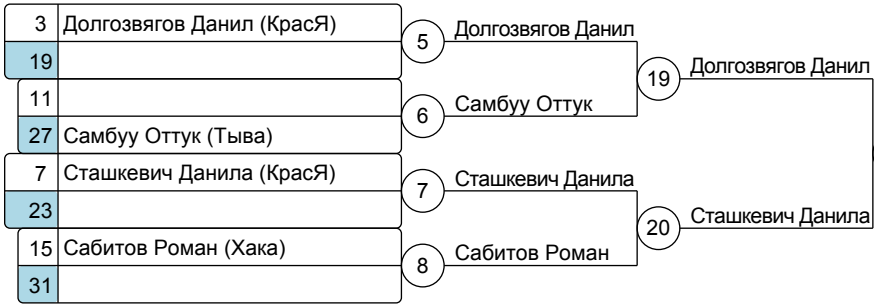 3 Долгозвягов Данил (КрасЯ)
19
5 Долгозвягов Данил
11
27 Самбуу Оттук (Тыва)
6 Самбуу Оттук
19 Долгозвягов Данил
7 Сташкевич Данила (КрасЯ)
23
7 Сташкевич Данила
15 Сабитов Роман (Хака)
31
8 Сабитов Роман
20 Сташкевич Данила